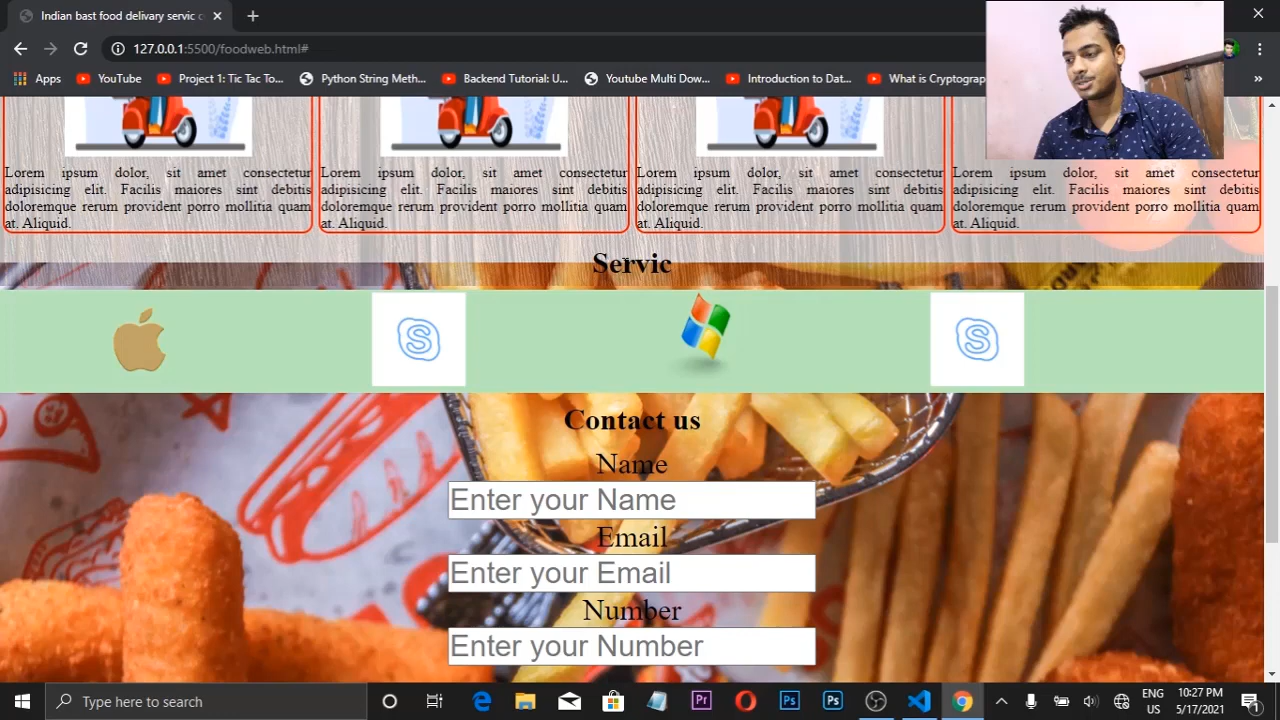 Indian bast food delivary servic c
127.0.0.1:5500/foodweb.html#
Apps YouTube Project 1: Tic Tac To... Python String Meth... Backend Tutorial: U... Youtube Multi Dow... Introduction to Dat... What is Cryptograp »
Lorem ipsum dolor, sit amet consectetur
adipisicing elit. Facilis maiores sint debitis
doloremque rerum provident porro mollitia quam
at. Aliquid.
Lorem ipsum dolor, sit amet consectetur
adipisicing elit. Facilis maiores sint debitis
doloremque rerum provident porro mollitia quam
at. Aliquid.
Lorem ipsum dolor, sit amet consectetur
adipisicing elit. Facilis maiores sint debitis
doloremque rerum provident porro mollitia quam
at. Aliquid.
Lorem ipsum dolor, sit amet consectetur
adipisicing elit. Facilis maiores sint debitis
doloremque rerum provident porro mollitia quam
at. Aliquid.
Servic
S
S
Contact us
Name
Enter your Name
Email
Enter your Email
Number
Enter your Number
Type here to search
Pr
Ps
Ps
ENG
US
10:27 PM
5/17/2021
1